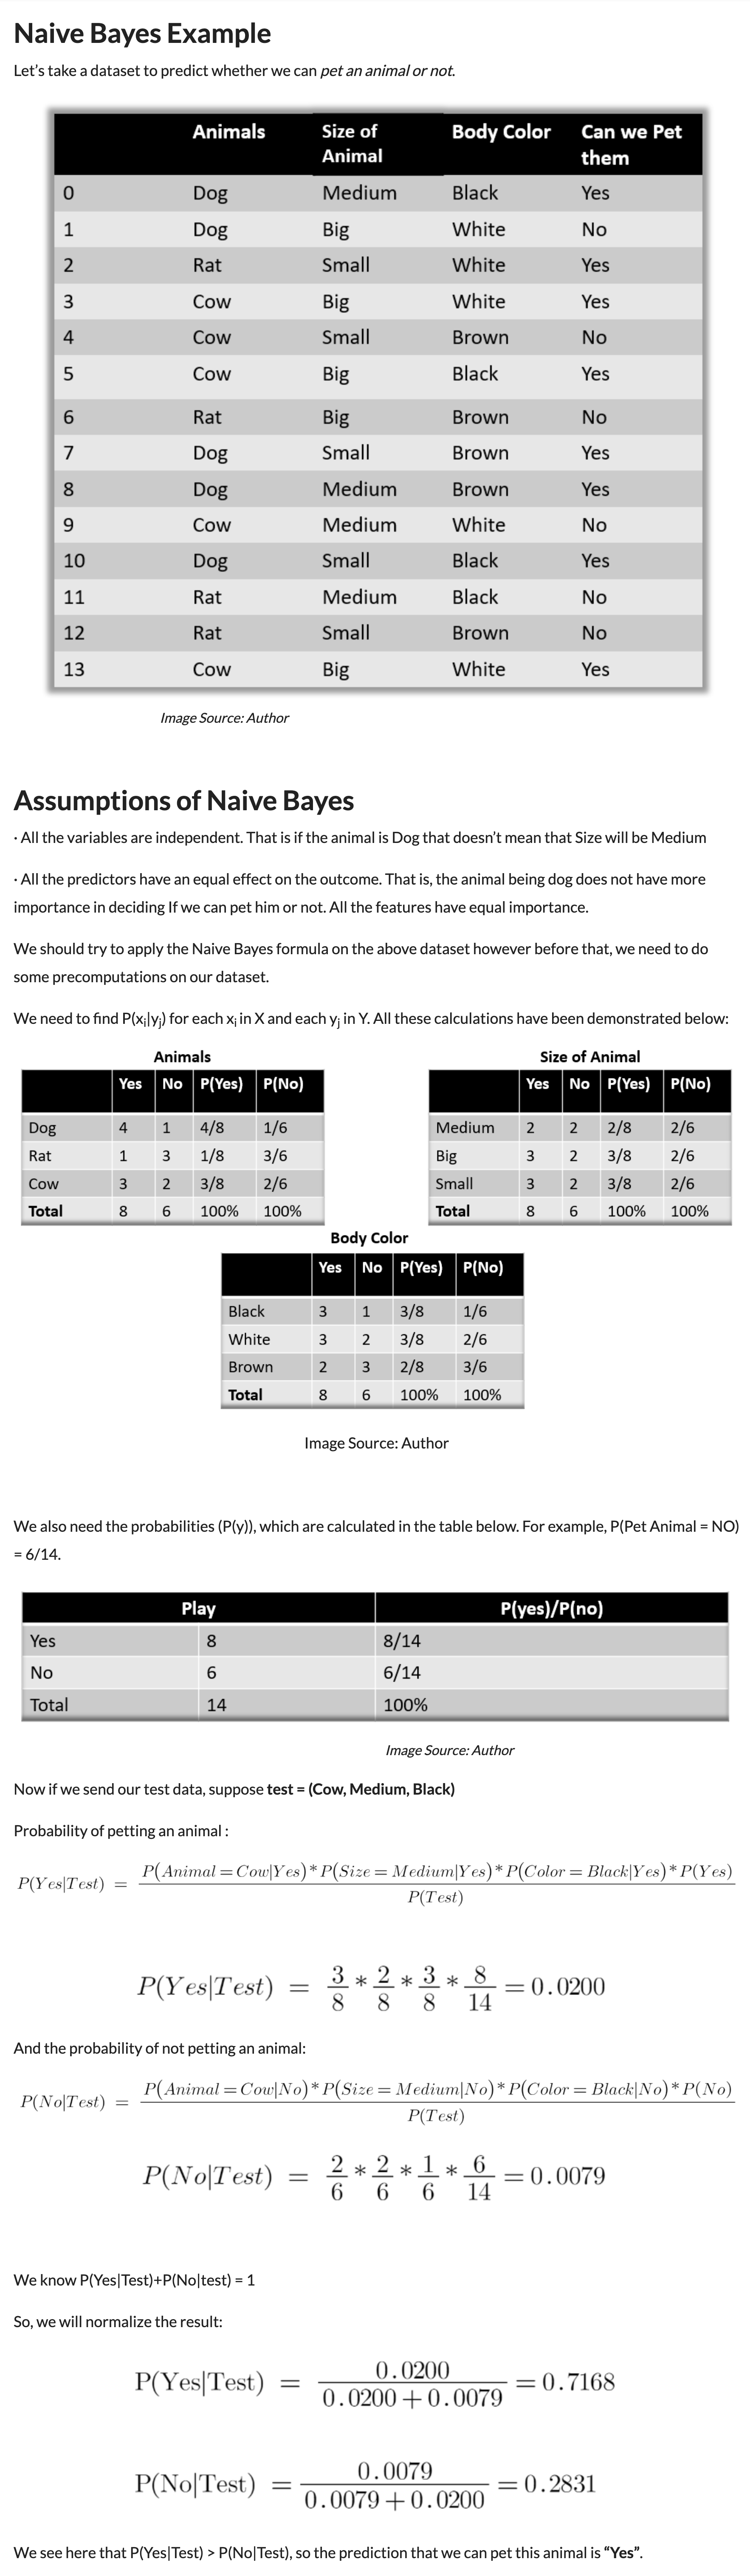 Naive Bayes Example
Let's take a dataset to predict whether we can pet an animal or not.
Animals Size of Animal Body Color Can we Pet them
0 Dog Medium Black Yes
1 Dog Big White No
2 Rat Small White Yes
3 Cow Big White Yes
4 Cow Small Brown No
5 Cow Big Black Yes
6 Rat Big Brown No
7 Dog Small Brown Yes
8 Dog Medium Brown Yes
9 Cow Medium White No
10 Dog Small Black Yes
11 Rat Medium Black No
12 Rat Small Brown No
13 Cow Big White Yes
Image Source: Author
Assumptions of Naive Bayes
· All the variables are independent. That is if the animal is Dog that doesn't mean that Size will be Medium
· All the predictors have an equal effect on the outcome. That is, the animal being dog does not have more
importance in deciding If we can pet him or not. All the features have equal importance.
We should try to apply the Naive Bayes formula on the above dataset however before that, we need to do
some precomputations on our dataset.
We need to find P(xi|yj) for each xi in X and each yj in Y. All these calculations have been demonstrated below:
Animals
Yes No P(Yes) P(No)
Dog 4 1 4/8 1/6
Rat 1 3 1/8 3/6
Cow 3 2 3/8 2/6
Total 8 6 100% 100%
Size of Animal
Yes No P(Yes) P(No)
Medium 2 2 2/8 2/6
Big 3 2 3/8 2/6
Small 3 2 3/8 2/6
Total 8 6 100% 100%
Body Color
Yes No P(Yes) P(No)
Black 3 1 3/8 1/6
White 3 2 3/8 2/6
Brown 2 3 2/8 3/6
Total 8 6 100% 100%
Image Source: Author
We also need the probabilities (P(y)), which are calculated in the table below. For example, P(Pet Animal = NO)
= 6/14.
Play P(yes)/P(no)
Yes 8 8/14
No 6 6/14
Total 14 100%
Image Source: Author
Now if we send our test data, suppose test = (Cow, Medium, Black)
Probability of petting an animal :
P(Yes|Test) = P(Animal = Cow|Yes) * P(Size = Medium|Yes) * P(Color = Black|Yes) * P(Yes) / P(Test)
P(Yes|Test) = 3/8 * 2/8 * 3/8 * 8/14 = 0.0200
And the probability of not petting an animal:
P(No|Test) = P(Animal = Cow|No) * P(Size = Medium|No) * P(Color = Black|No) * P(No) / P(Test)
P(No|Test) = 2/6 * 2/6 * 1/6 * 6/14 = 0.0079
We know P(Yes|Test)+P(No|test) = 1
So, we will normalize the result:
P(Yes|Test) = 0.0200 / 0.0200 + 0.0079 = 0.7168
P(No|Test) = 0.0079 / 0.0079 + 0.0200 = 0.2831
We see here that P(Yes|Test) > P(No|Test), so the prediction that we can pet this animal is "Yes".